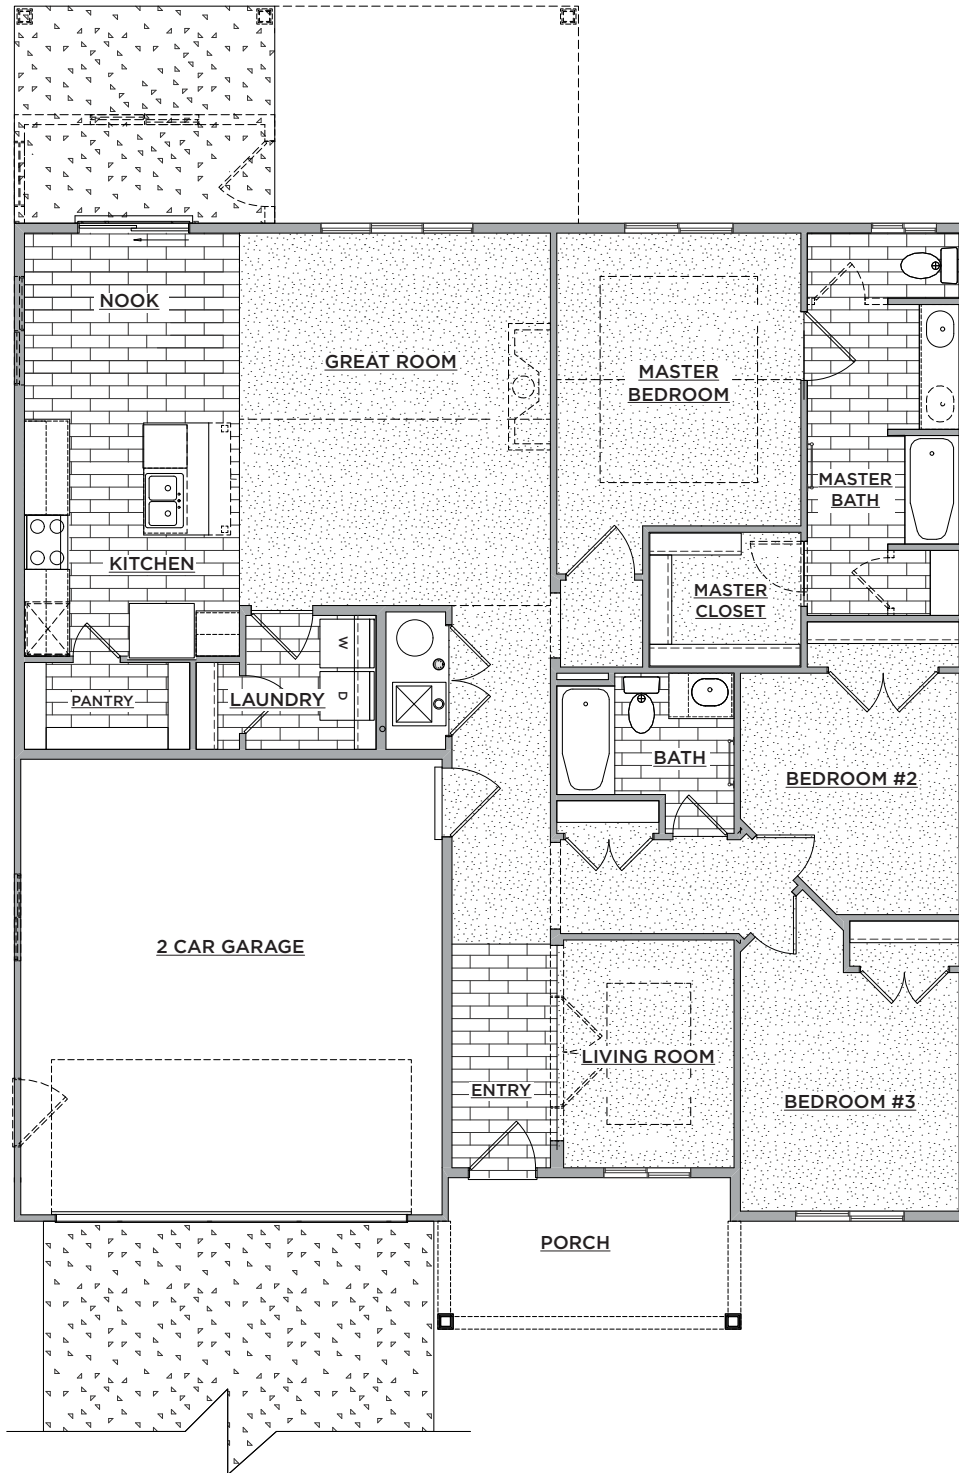 NOOK
GREAT ROOM
MASTER
BEDROOM
MASTER
BATH
KITCHEN
MASTER
CLOSET
W
D
PANTRY
LAUNDRY
BATH
BEDROOM #2
2 CAR GARAGE
LIVING ROOM
ENTRY
BEDROOM #3
PORCH